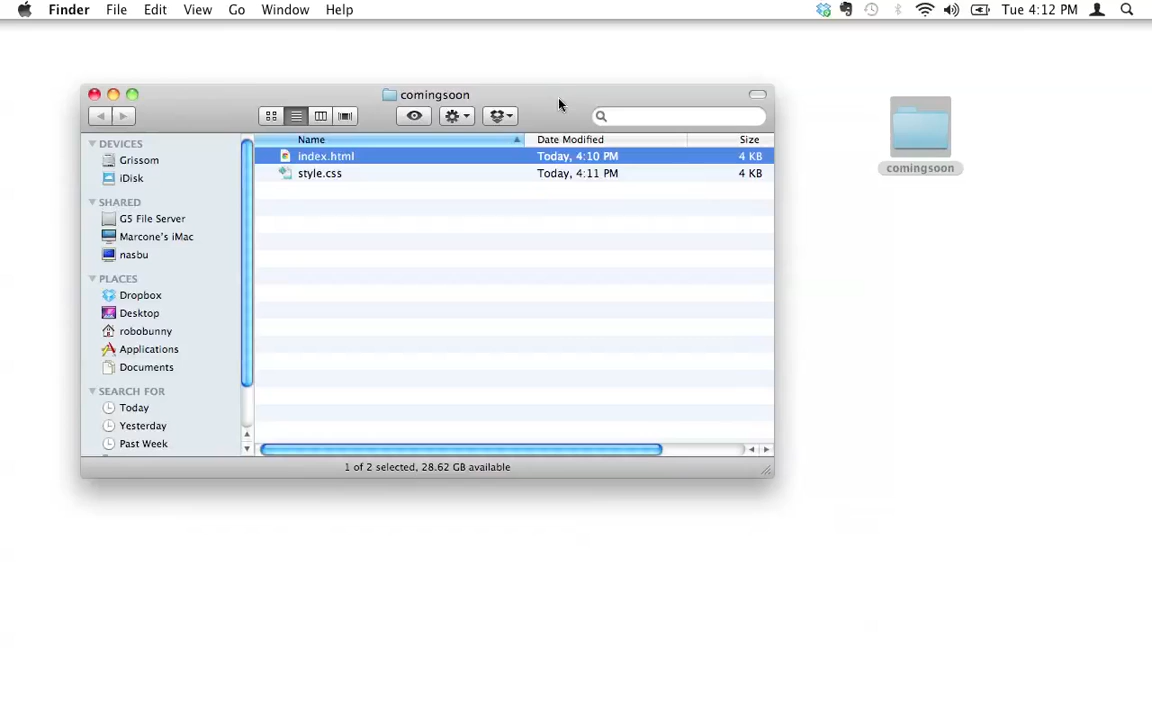 Finder File Edit View Go Window Help Tue 4:12 PM
comingsoon
Name Date Modified Size
index.html Today, 4:10 PM 4 KB
style.css Today, 4:11 PM 4 KB
DEVICES
Grissom
iDisk
SHARED
G5 File Server
Marcone's iMac
nasbu
PLACES
Dropbox
Desktop
robobunny
Applications
Documents
SEARCH FOR
Today
Yesterday
Past Week
1 of 2 selected, 28.62 GB available
comingsoon